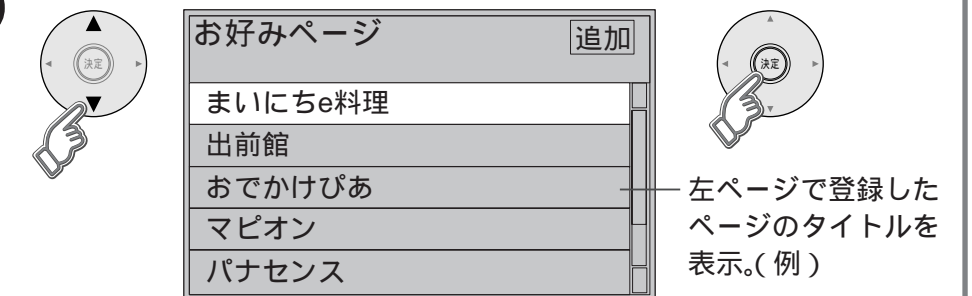 決定
お好みページ
追加
まいにちe料理
出前館
おでかけぴあ
マピオン
パナセンス
決定
左ページで登録した
ページのタイトルを
表示。(例)